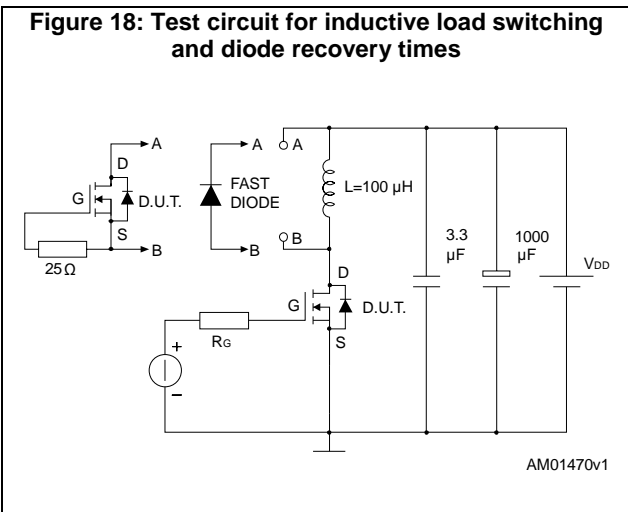 Figure 18: Test circuit for inductive load switching
and diode recovery times
A
D
G
D.U.T.
S
B
25Ω
A
FAST
DIODE
B
A
L=100 µH
B
D
G
D.U.T.
S
RG
+
−
3.3
µF
1000
µF
VDD
AM01470v1